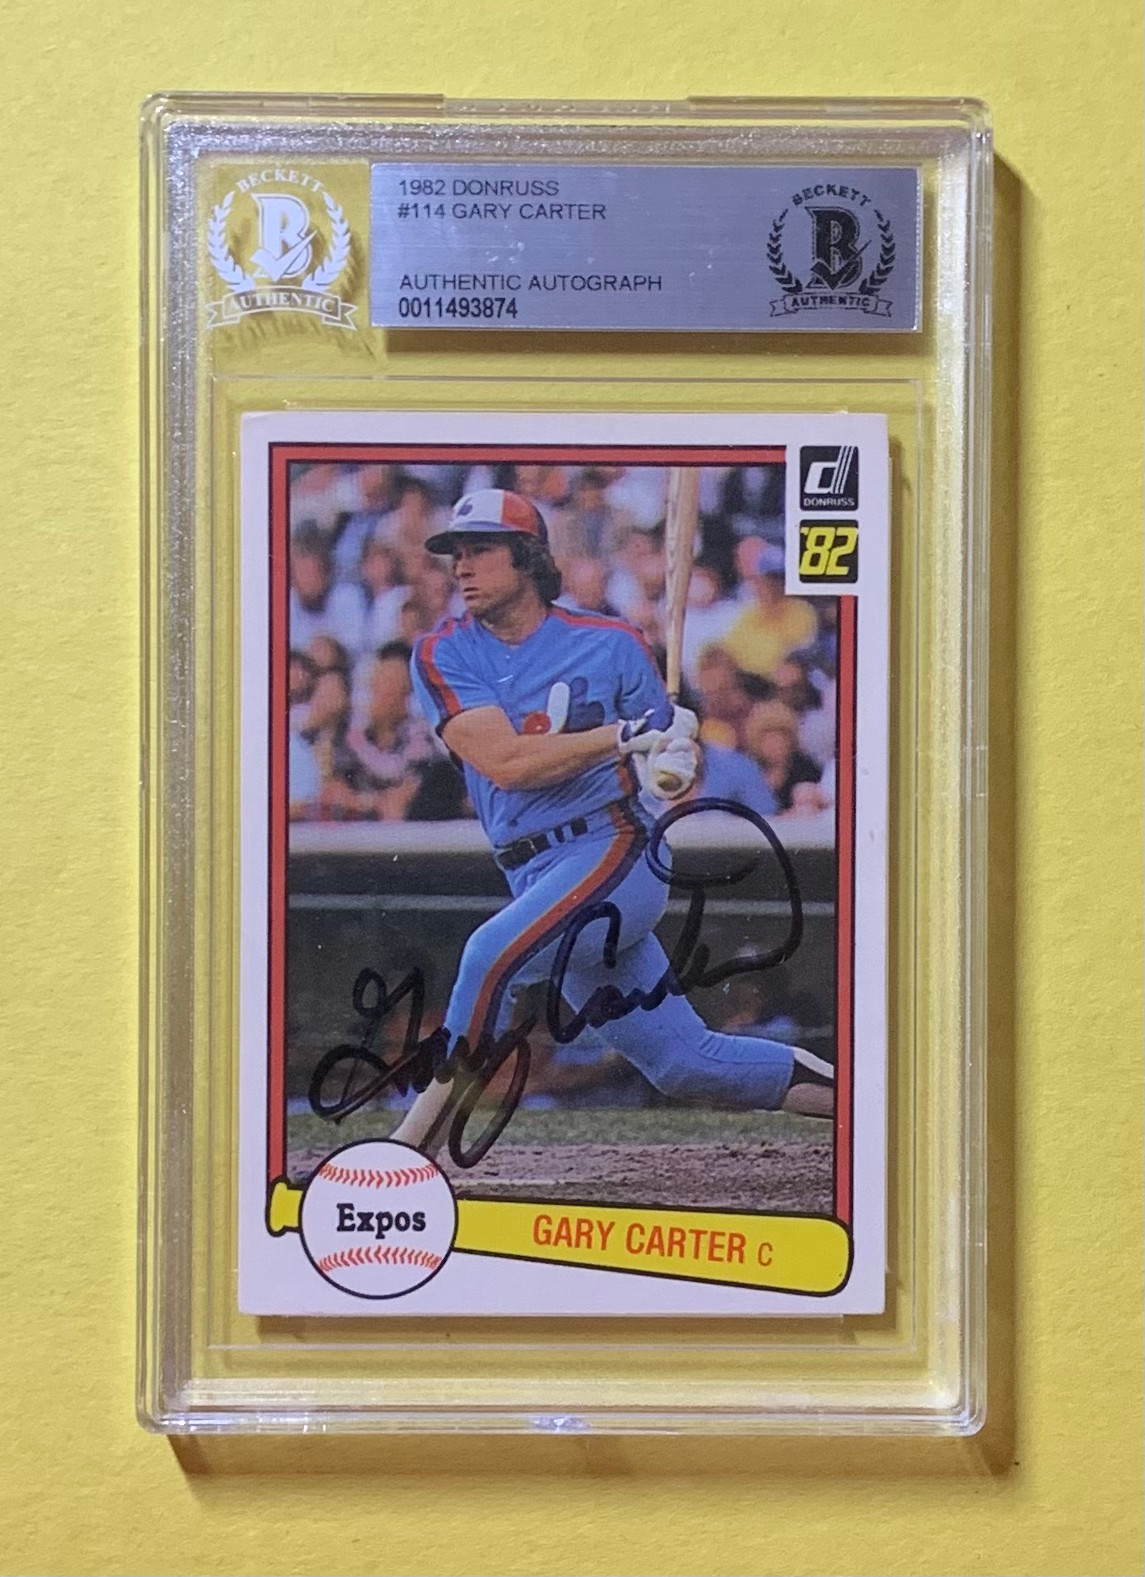 BECKETT
B
AUTHENTIC
1982 DONRUSS
#114 GARY CARTER
AUTHENTIC AUTOGRAPH
0011493874
BECKETT
B
AUTHENTIC
d
DONRUSS
'82
Gary Carter
Expos
GARY CARTER C